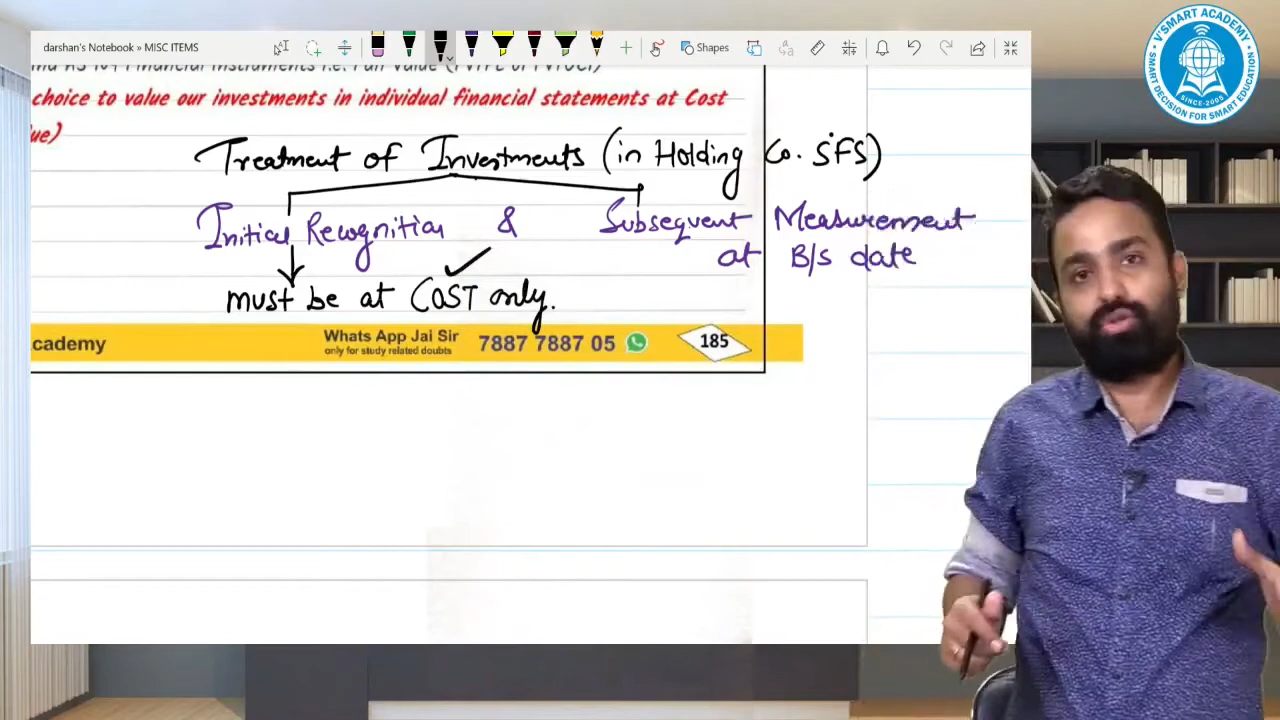 darshan's Notebook » MISC ITEMS
Shapes
choice to value our investments in individual financial statements at Cost
ue)
Treatment of Investments (in Holding Co. SFS)
Initial Recognition & Subsequent Measurement
at B/S date
must be at COST only.
cademy
Whats App Jai Sir
only for study related doubts
7887 7887 05
185
V'SMART ACADEMY
SINCE-2005
SMART DECISION FOR SMART EDUCATION